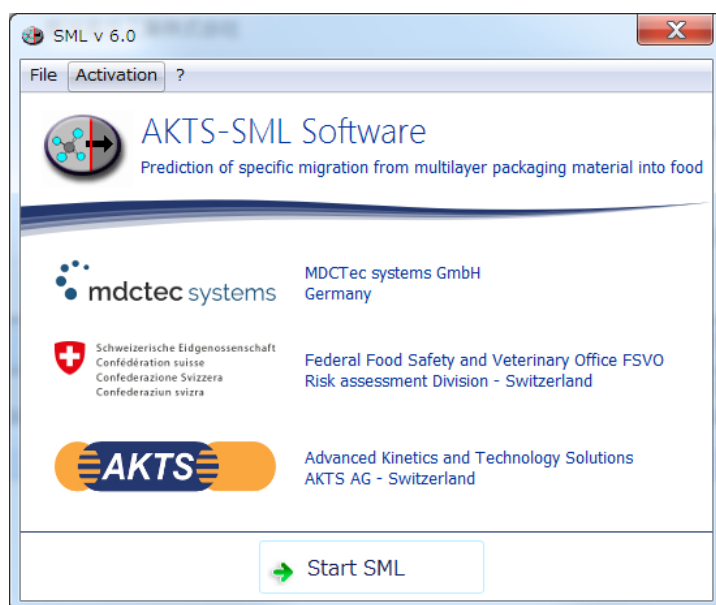 SML v 6.0
File Activation ?
AKTS-SML Software
Prediction of specific migration from multilayer packaging material into food
mdctec systems
MDCTec systems GmbH
Germany
Schweizerische Eidgenossenschaft
Confédération suisse
Confederazione Svizzera
Confederaziun svizra
Federal Food Safety and Veterinary Office FSVO
Risk assessment Division - Switzerland
AKTS
Advanced Kinetics and Technology Solutions
AKTS AG - Switzerland
Start SML